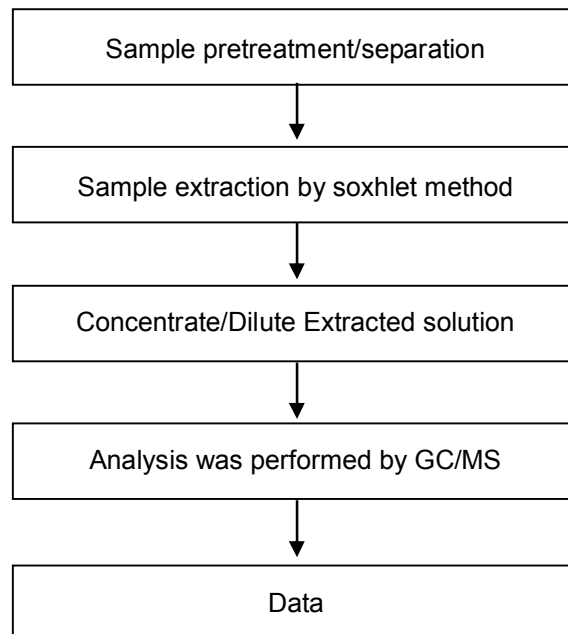 Sample pretreatment/separation
Sample extraction by soxhlet method
Concentrate/Dilute Extracted solution
Analysis was performed by GC/MS
Data